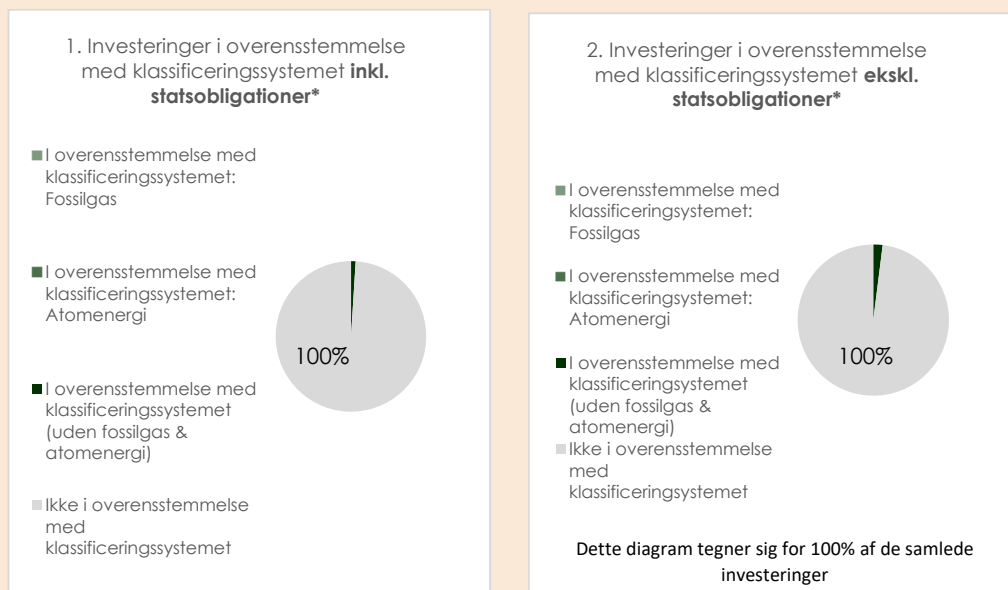 1. Investeringer i overensstemmelse
med klassificeringssystemet inkl.
statsobligationer*
I overensstemmelse med
klassificeringssystemet:
Fossilgas
I overensstemmelse med
klassificeringssystemet:
Atomenergi
I overensstemmelse med
klassificeringssystemet
(uden fossilgas &
atomenergi)
Ikke i overensstemmelse
med
klassificeringsystemet
100%
2. Investeringer i overensstemmelse
med klassificeringssystemet ekskl.
statsobligationer*
I overensstemmelse med
klassificeringsystemet:
Fossilgas
I overensstemmelse med
klassificeringssystemet:
Atomenergi
I overensstemmelse med
klassificeringssystemet
(uden fossilgas &
atomenergi)
Ikke i overensstemmelse
med
klassificeringsystemet
100%
Dette diagram tegner sig for 100% af de samlede
investeringer